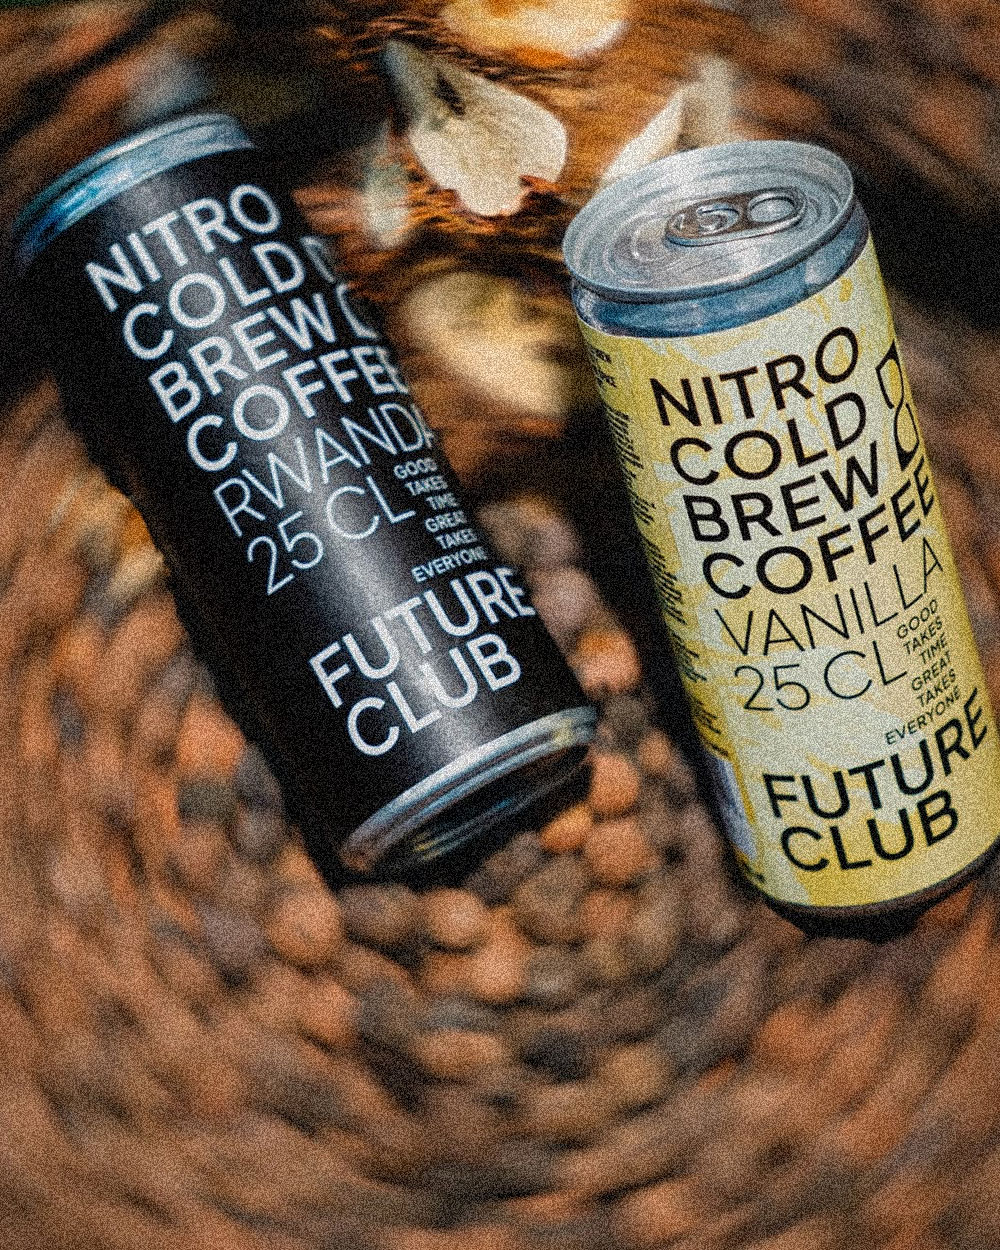 NITRO
COLD
BREW
COFFEE
RWANDA
25 CL
GOOD
TAKES
TIME
GREAT
TAKES
EVERYONE
FUTURE
CLUB
NITRO
COLD
BREW
COFFEE
VANILLA
25 CL
GOOD
TAKES
TIME
GREAT
TAKES
EVERYONE
FUTURE
CLUB